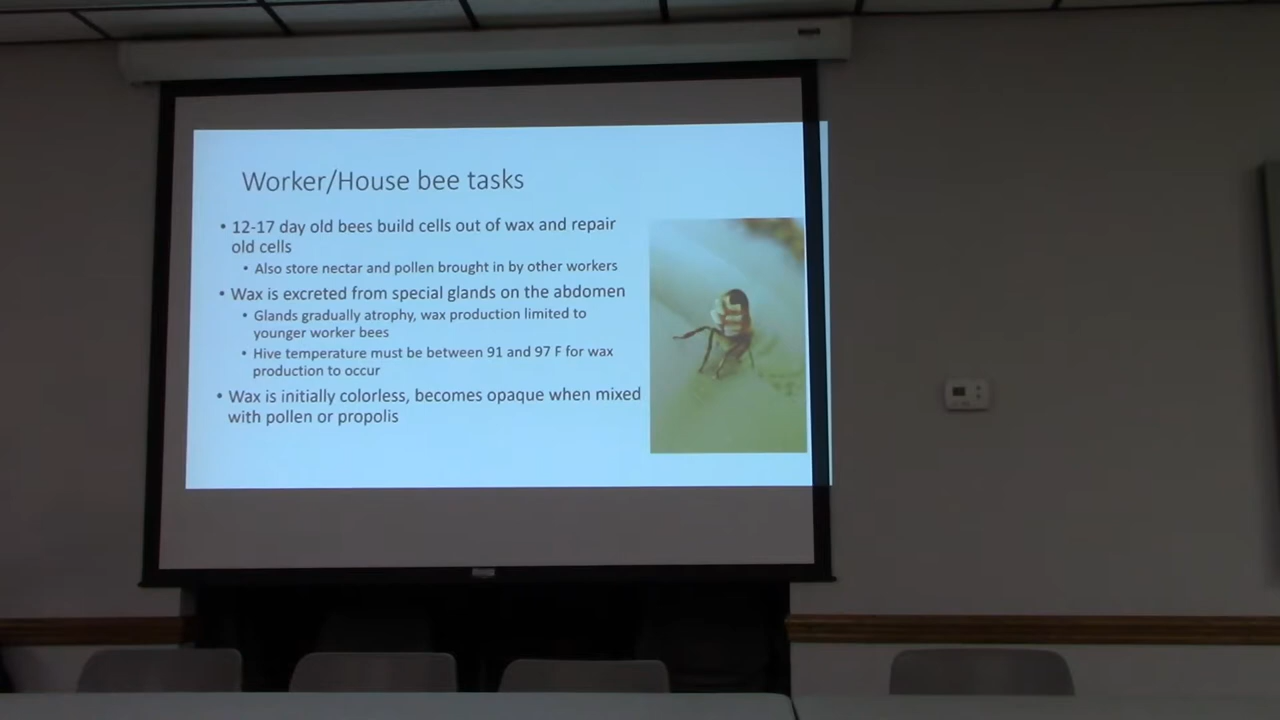 Worker/House bee tasks
• 12-17 day old bees build cells out of wax and repair
old cells
• Also store nectar and pollen brought in by other workers
• Wax is excreted from special glands on the abdomen
• Glands gradually atrophy, wax production limited to
younger worker bees
• Hive temperature must be between 91 and 97 F for wax
production to occur
• Wax is initially colorless, becomes opaque when mixed
with pollen or propolis